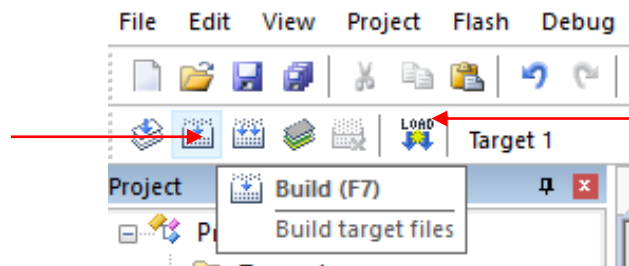 File Edit View Project Flash Debug
LOAD
Target 1
Project
Build (F7)
Build target files